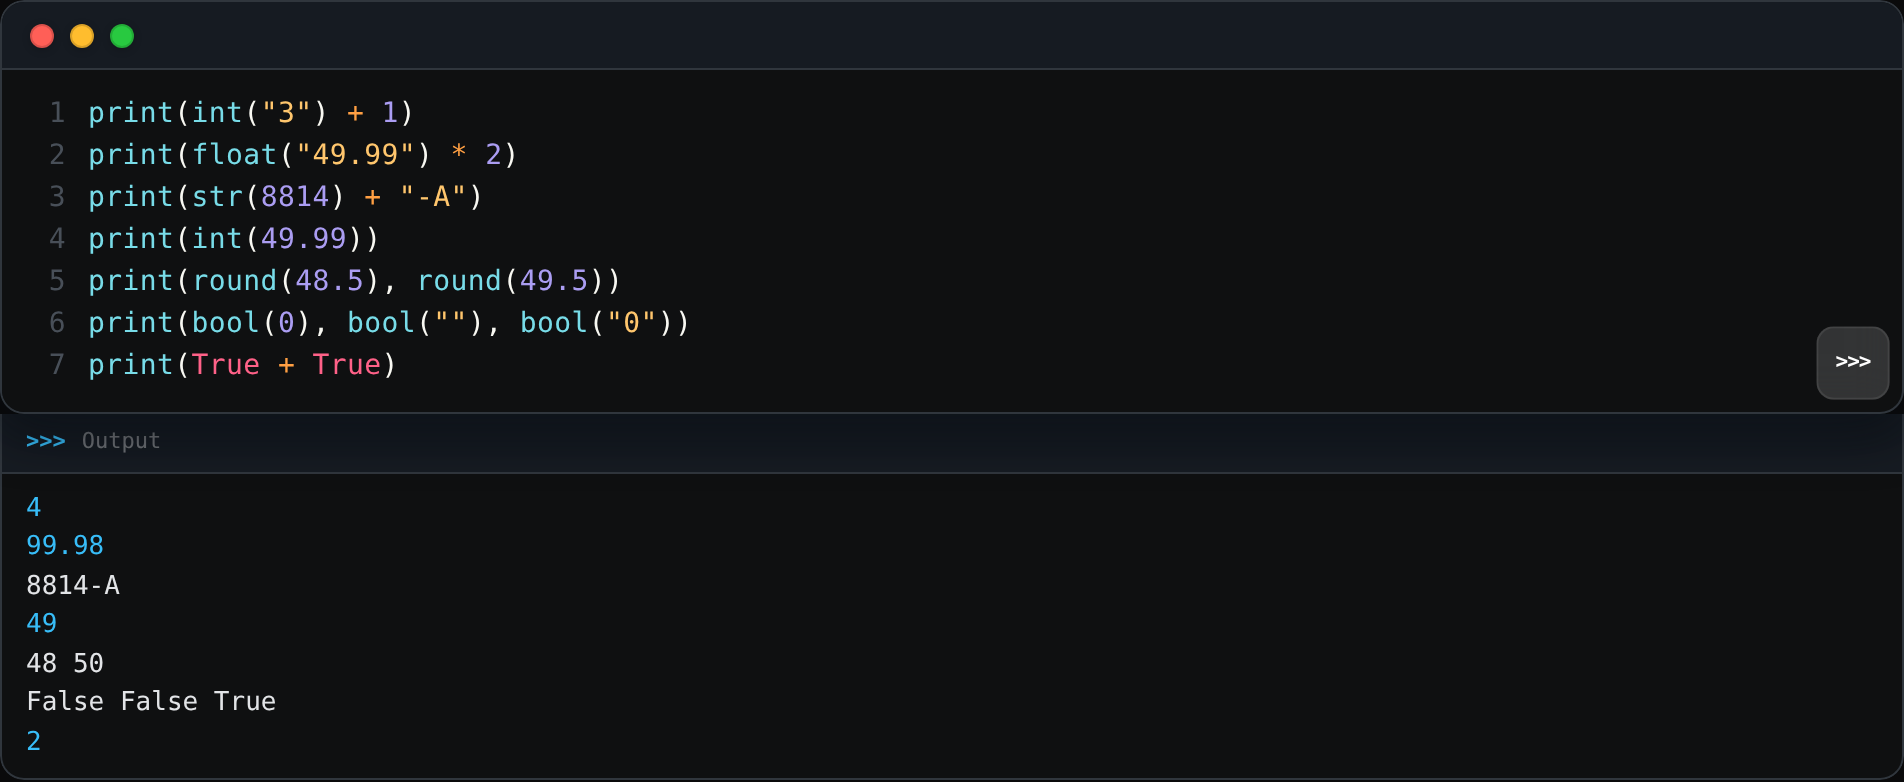 1 print(int("3") + 1)
2 print(float("49.99") * 2)
3 print(str(8814) + "-A")
4 print(int(49.99))
5 print(round(48.5), round(49.5))
6 print(bool(0), bool(""), bool("0"))
7 print(True + True)
>>>
>>> Output
4
99.98
8814-A
49
48 50
False False True
2